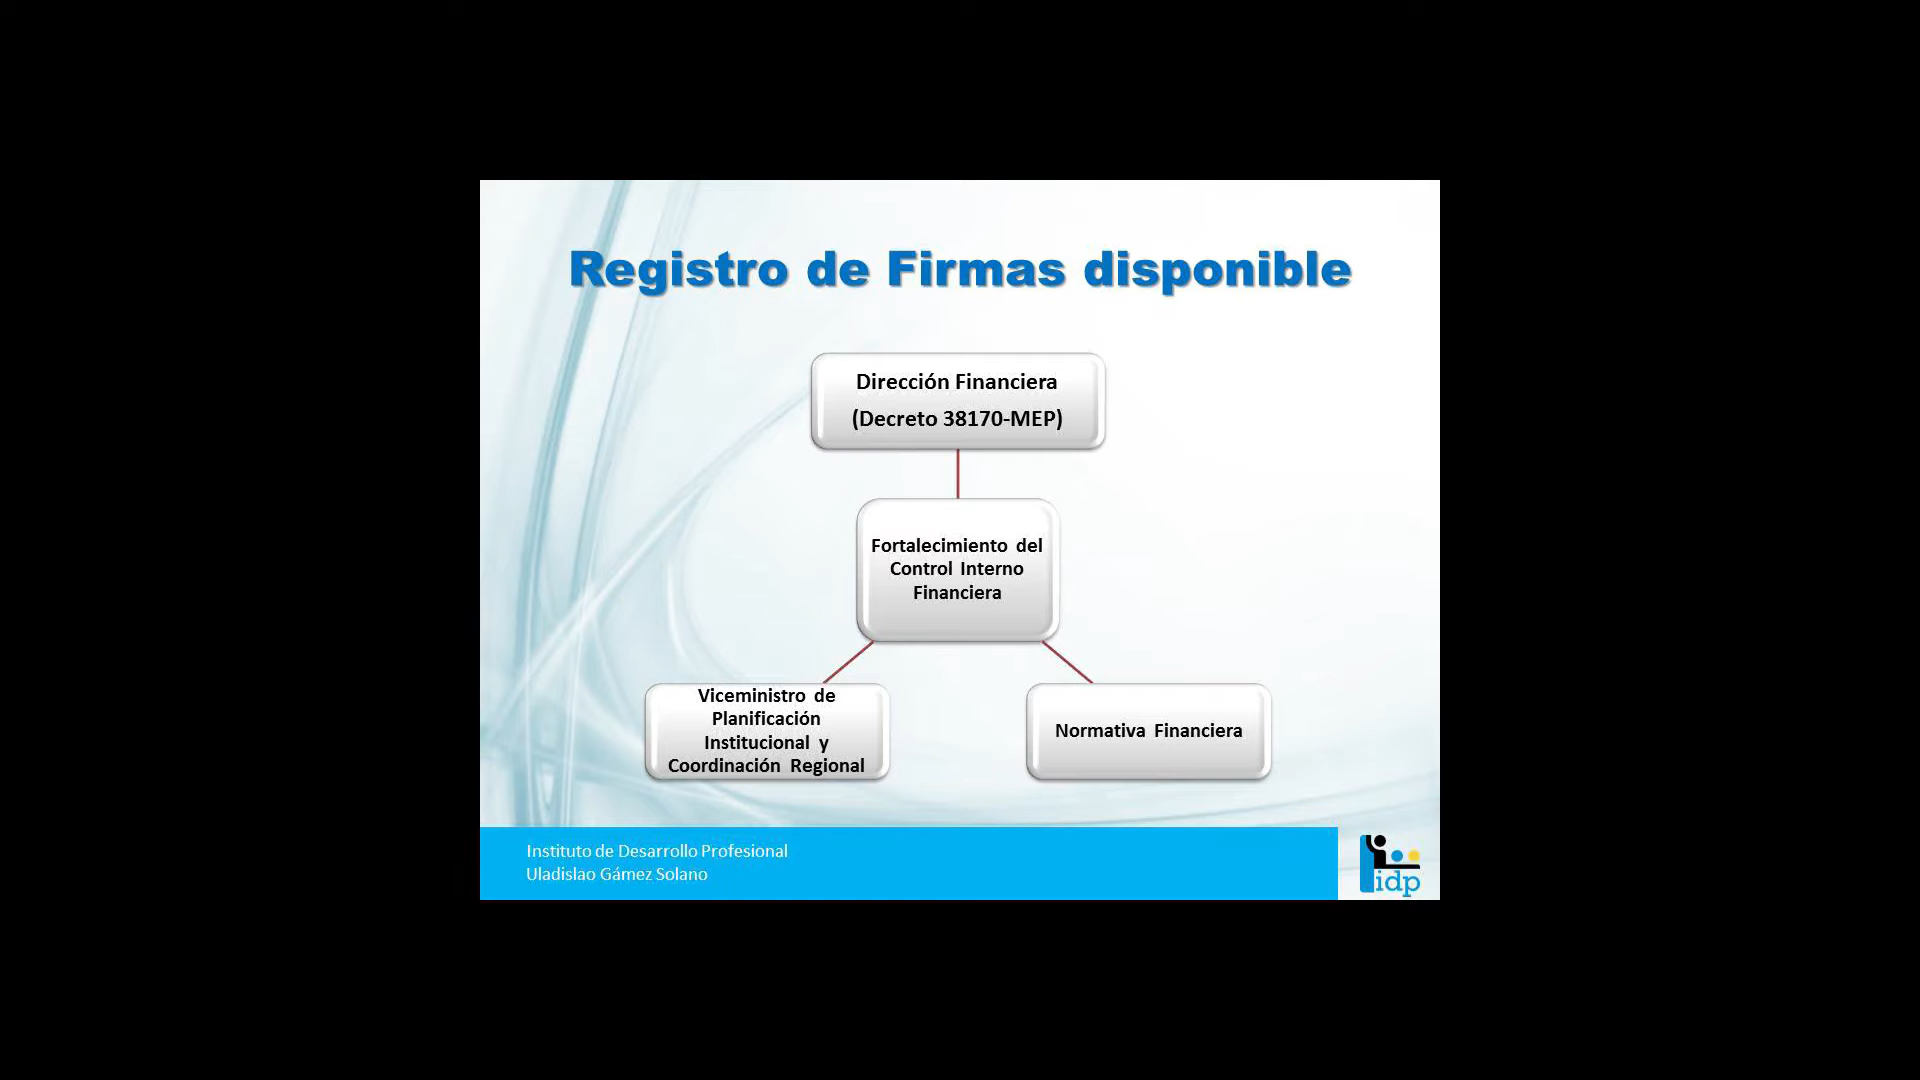 Registro de Firmas disponible
Dirección Financiera
(Decreto 38170-MEP)
Fortalecimiento del
Control Interno
Financiera
Viceministro de
Planificación
Institucional y
Coordinación Regional
Normativa Financiera
Instituto de Desarrollo Profesional
Uladislao Gámez Solano
idp